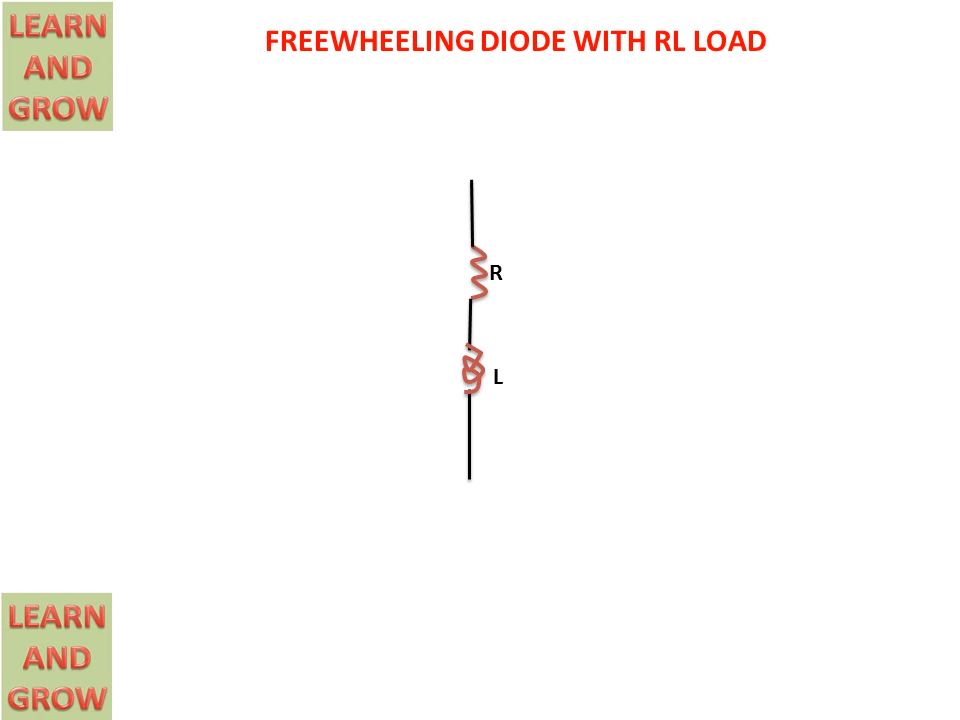 LEARN
AND
GROW
FREEWHEELING DIODE WITH RL LOAD
R
L
LEARN
AND
GROW